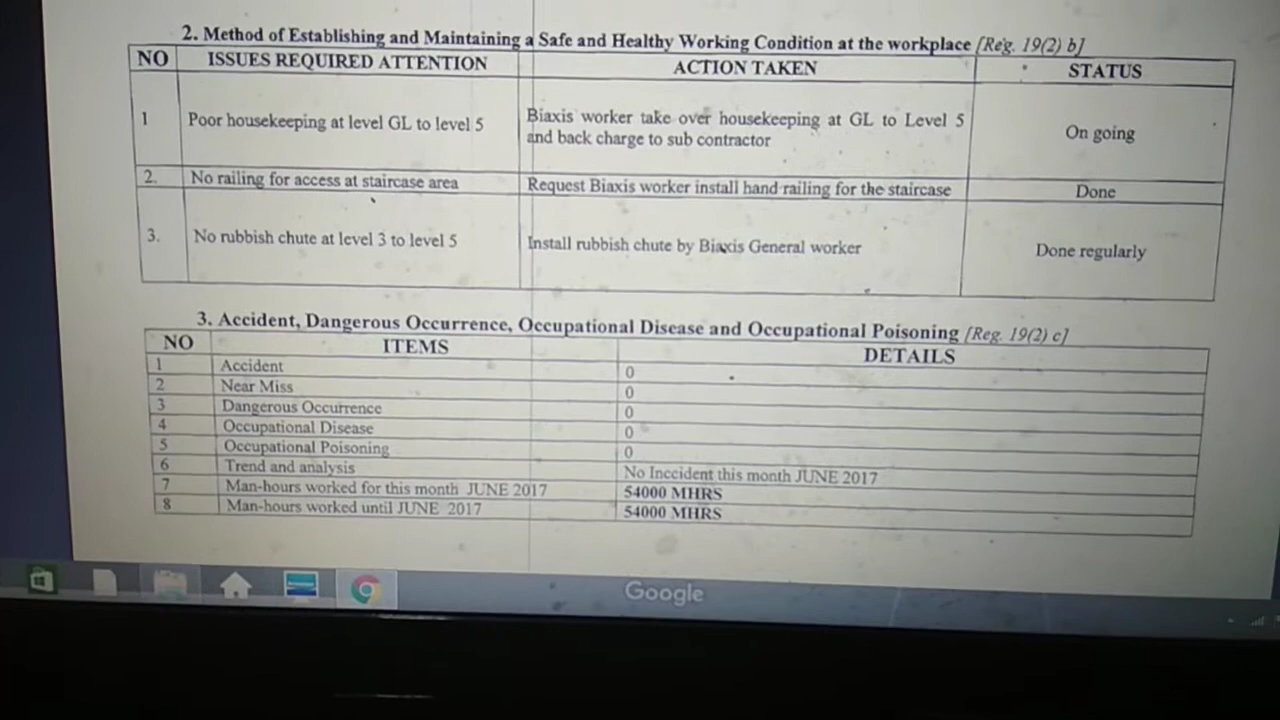 2. Method of Establishing and Maintaining a Safe and Healthy Working Condition at the workplace [Reg. 19(2) b]
NO ISSUES REQUIRED ATTENTION ACTION TAKEN STATUS
1 Poor housekeeping at level GL to level 5 Biaxis worker take over housekeeping at GL to Level 5 On going
and back charge to sub contractor
2. No railing for access at staircase area Request Biaxis worker install hand railing for the staircase Done
3. No rubbish chute at level 3 to level 5 Install rubbish chute by Biaxis General worker Done regularly
3. Accident, Dangerous Occurrence, Occupational Disease and Occupational Poisoning [Reg. 19(2) c]
NO ITEMS DETAILS
1 Accident 0
2 Near Miss 0
3 Dangerous Occurrence 0
4 Occupational Disease 0
5 Occupational Poisoning 0
6 Trend and analysis No Inccident this month JUNE 2017
7 Man-hours worked for this month JUNE 2017 54000 MHRS
8 Man-hours worked until JUNE 2017 54000 MHRS
Google